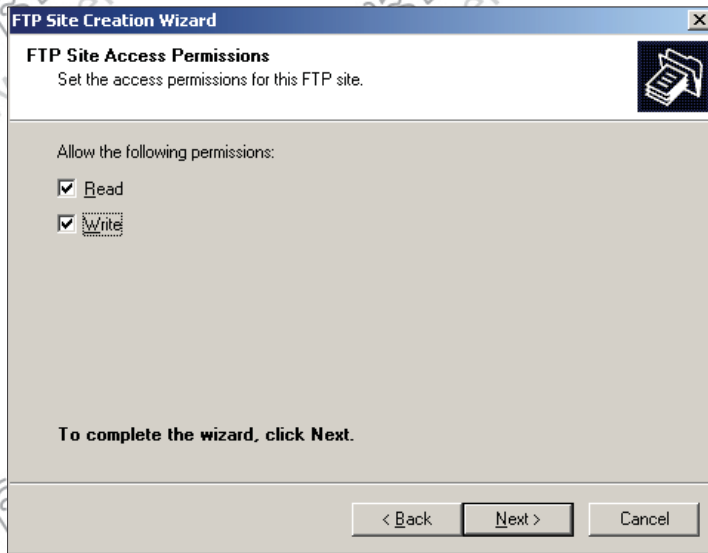 FTP Site Creation Wizard
FTP Site Access Permissions
Set the access permissions for this FTP site.
Allow the following permissions:
Read
Write
To complete the wizard, click Next.
< Back
Next >
Cancel